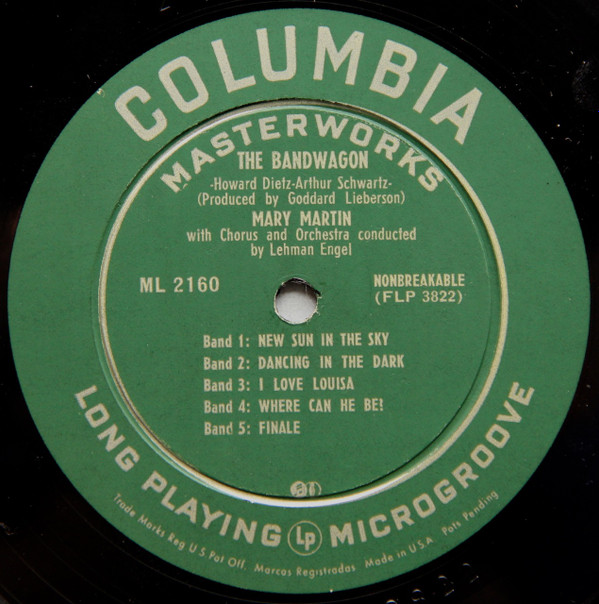 COLUMBIA
MASTERWORKS
THE BANDWAGON
-Howard Dietz-Arthur Schwartz-
(Produced by Goddard Lieberson)
MARY MARTIN
with Chorus and Orchestra conducted
by Lehman Engel
ML 2160
NONBREAKABLE
(FLP 3822)
Band 1: NEW SUN IN THE SKY
Band 2: DANCING IN THE DARK
Band 3: I LOVE LOUISA
Band 4: WHERE CAN HE BE?
Band 5: FINALE
LONG PLAYING LP MICROGROOVE
Trade Marks Reg U S Pat Off. Marcas Registradas Made in U.S.A. Pats Pending